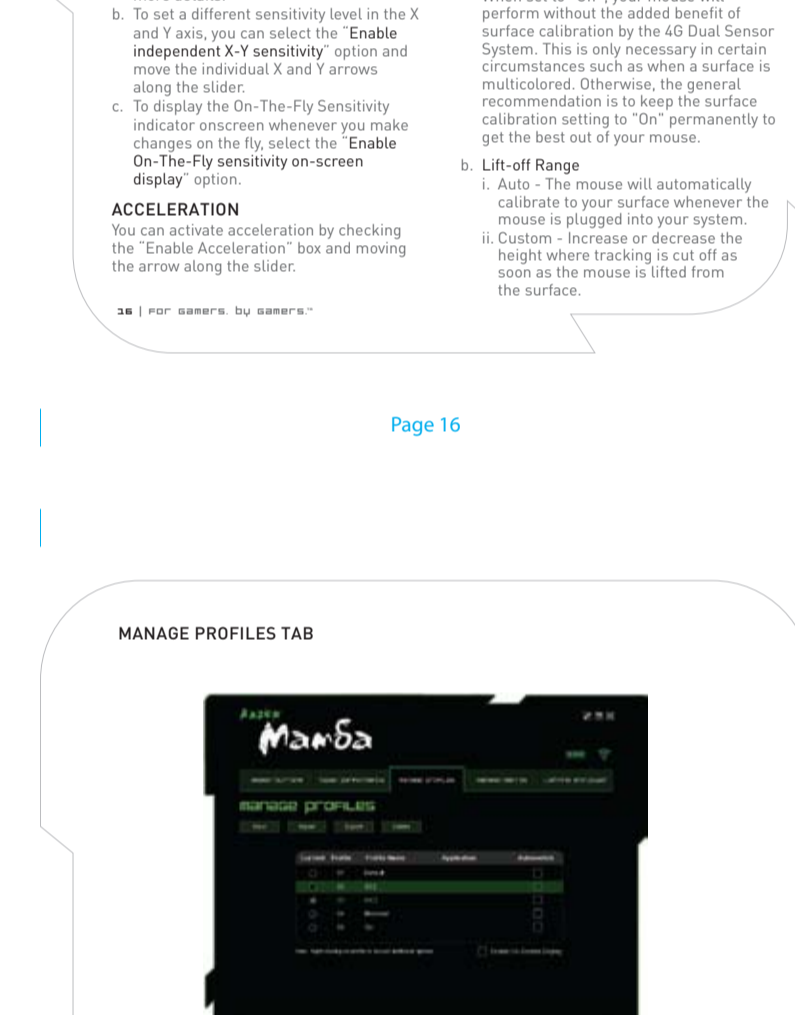 b. To set a different sensitivity level in the X
and Y axis, you can select the “Enable
independent X-Y sensitivity” option and
move the individual X and Y arrows
along the slider.
c. To display the On-The-Fly Sensitivity
indicator onscreen whenever you make
changes on the fly, select the “Enable
On-The-Fly sensitivity on-screen
display” option.
ACCELERATION
You can activate acceleration by checking
the “Enable Acceleration” box and moving
the arrow along the slider.
16 | For Gamers. by Gamers.™
perform without the added benefit of
surface calibration by the 4G Dual Sensor
System. This is only necessary in certain
circumstances such as when a surface is
multicolored. Otherwise, the general
recommendation is to keep the surface
calibration setting to "On" permanently to
get the best out of your mouse.
b. Lift-off Range
i. Auto - The mouse will automatically
calibrate to your surface whenever the
mouse is plugged into your system.
ii. Custom - Increase or decrease the
height where tracking is cut off as
soon as the mouse is lifted from
the surface.
Page 16
MANAGE PROFILES TAB
Razer
Mamba
manage profiles
Current Profile Profile Name Application Autoswitch